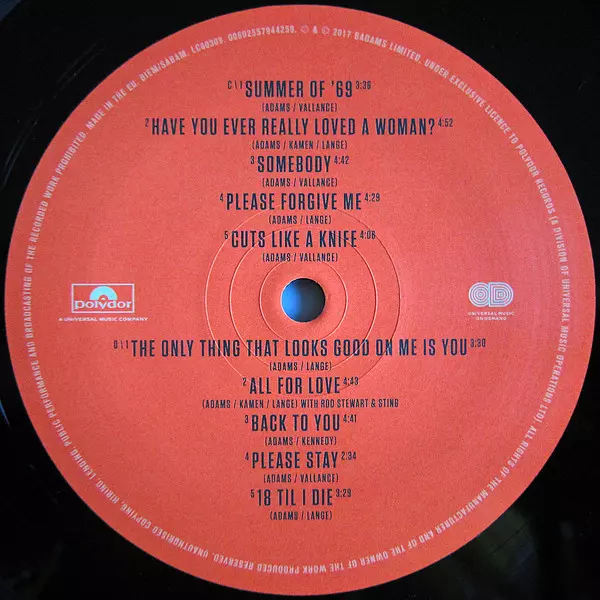 MADE IN THE EU. BIEM/SABAM. LC00309. 00602557944259. ℗ & © 2017 BADAMS LIMITED, UNDER EXCLUSIVE LICENCE TO POLYDOR RECORDS (A DIVISION OF UNIVERSAL MUSIC OPERATIONS LTD). ALL RIGHTS OF THE MANUFACTURER AND OF THE OWNER OF THE WORK PRODUCED RESERVED. UNAUTHORISED COPYING, HIRING, LENDING PUBLIC PERFORMANCE AND BROADCASTING OF THE RECORDED WORK PROHIBITED.
C\1 SUMMER OF '69 3:36
(ADAMS / VALLANCE)
2 HAVE YOU EVER REALLY LOVED A WOMAN? 4:52
(ADAMS / KAMEN / LANGE)
3 SOMEBODY 4:42
(ADAMS / VALLANCE)
4 PLEASE FORGIVE ME 4:29
(ADAMS / LANGE)
5 CUTS LIKE A KNIFE 4:06
(ADAMS / VALLANCE)
polydor
A UNIVERSAL MUSIC COMPANY
OD
UNIVERSAL MUSIC
ON DEMAND
D\1 THE ONLY THING THAT LOOKS GOOD ON ME IS YOU 3:30
(ADAMS / LANGE)
2 ALL FOR LOVE 4:43
(ADAMS / KAMEN / LANGE) WITH ROD STEWART & STING
3 BACK TO YOU 4:41
(ADAMS / KENNEDY)
4 PLEASE STAY 2:34
(ADAMS / VALLANCE)
5 18 TIL I DIE 3:29
(ADAMS / LANGE)